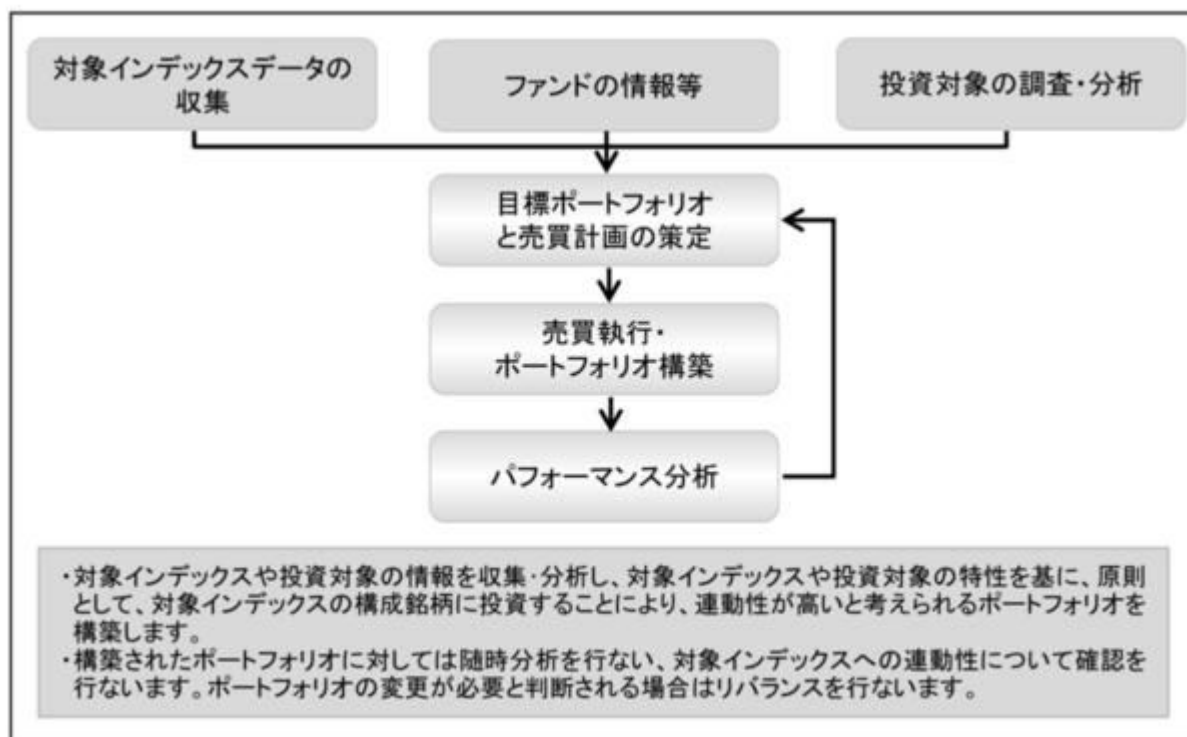 対象インデックスデータの
収集
ファンドの情報等
投資対象の調査・分析
目標ポートフォリオ
と売買計画の策定
売買執行・
ポートフォリオ構築
パフォーマンス分析
・対象インデックスや投資対象の情報を収集・分析し、対象インデックスや投資対象の特性を基に、原則
として、対象インデックスの構成銘柄に投資することにより、連動性が高いと考えられるポートフォリオを
構築します。
・構築されたポートフォリオに対しては随時分析を行ない、対象インデックスへの連動性について確認を
行ないます。ポートフォリオの変更が必要と判断される場合はリバランスを行ないます。